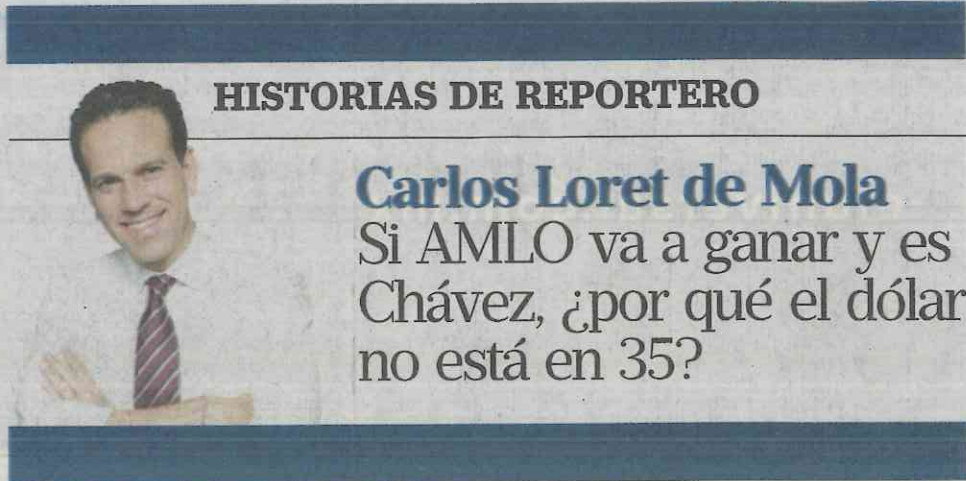 HISTORIAS DE REPORTERO
Carlos Loret de Mola
Si AMLO va a ganar y es
Chávez, ¿por qué el dólar
no está en 35?